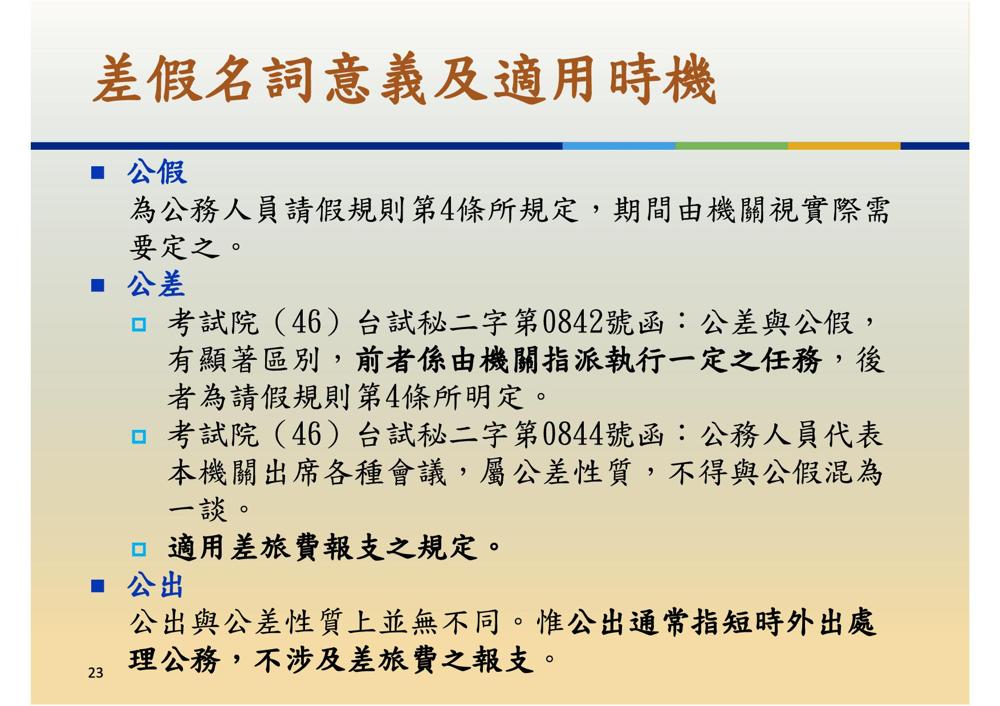 差假名詞意義及適用時機
公假
為公務人員請假規則第4條所規定，期間由機關視實際需
要定之。
公差
考試院（46）台試秘二字第0842號函：公差與公假，
有顯著區別，前者係由機關指派執行一定之任務，後
者為請假規則第4條所明定。
考試院（46）台試秘二字第0844號函：公務人員代表
本機關出席各種會議，屬公差性質，不得與公假混為
一談。
適用差旅費報支之規定。
公出
公出與公差性質上並無不同。惟公出通常指短時外出處
理公務，不涉及差旅費之報支。
23